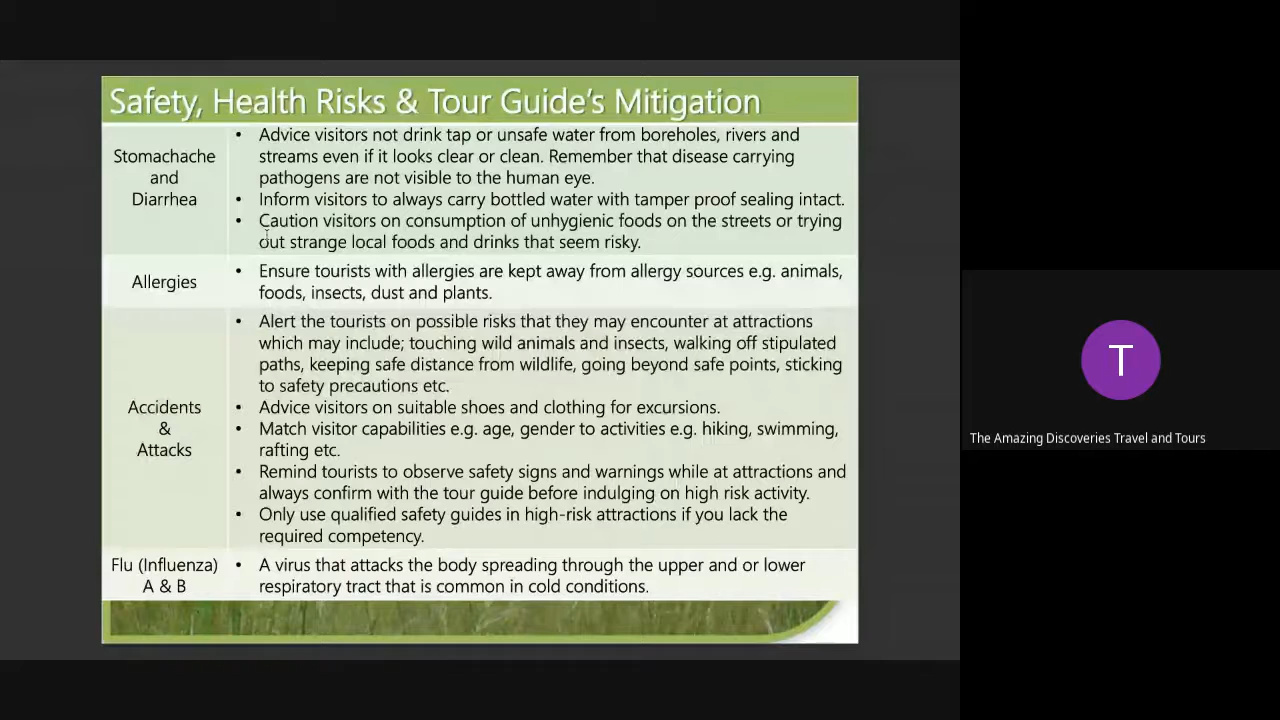 Safety, Health Risks & Tour Guide's Mitigation
Stomachache
and
Diarrhea
• Advice visitors not drink tap or unsafe water from boreholes, rivers and
streams even if it looks clear or clean. Remember that disease carrying
pathogens are not visible to the human eye.
• Inform visitors to always carry bottled water with tamper proof sealing intact.
• Caution visitors on consumption of unhygienic foods on the streets or trying
out strange local foods and drinks that seem risky.
Allergies
• Ensure tourists with allergies are kept away from allergy sources e.g. animals,
foods, insects, dust and plants.
Accidents
&
Attacks
• Alert the tourists on possible risks that they may encounter at attractions
which may include; touching wild animals and insects, walking off stipulated
paths, keeping safe distance from wildlife, going beyond safe points, sticking
to safety precautions etc.
• Advice visitors on suitable shoes and clothing for excursions.
• Match visitor capabilities e.g. age, gender to activities e.g. hiking, swimming,
rafting etc.
• Remind tourists to observe safety signs and warnings while at attractions and
always confirm with the tour guide before indulging on high risk activity.
• Only use qualified safety guides in high-risk attractions if you lack the
required competency.
Flu (Influenza)
A & B
• A virus that attacks the body spreading through the upper and or lower
respiratory tract that is common in cold conditions.
T
The Amazing Discoveries Travel and Tours